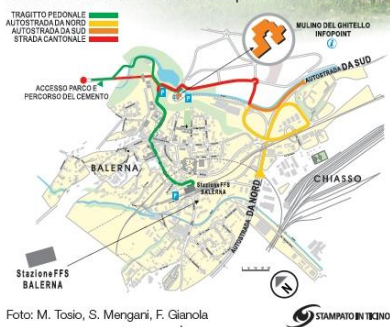 TRAGITTO PEDONALE
AUTOSTRADA DA NORD
AUTOSTRADA DA SUD
STRADA CANTONALE
MULINO DEL GHITELLO
INFOPOINT
i
AUTOSTRADA DA SUD
P
P
ACCESSO PARCO E
PERCORSO DEL CEMENTO
BALERNA
Stazione FFS
BALERNA
P
CHIASSO
AUTOSTRADA DA NORD
Stazione FFS
BALERNA
N
Foto: M. Tosio, S. Mengani, F. Gianola
STAMPATO IN TICINO